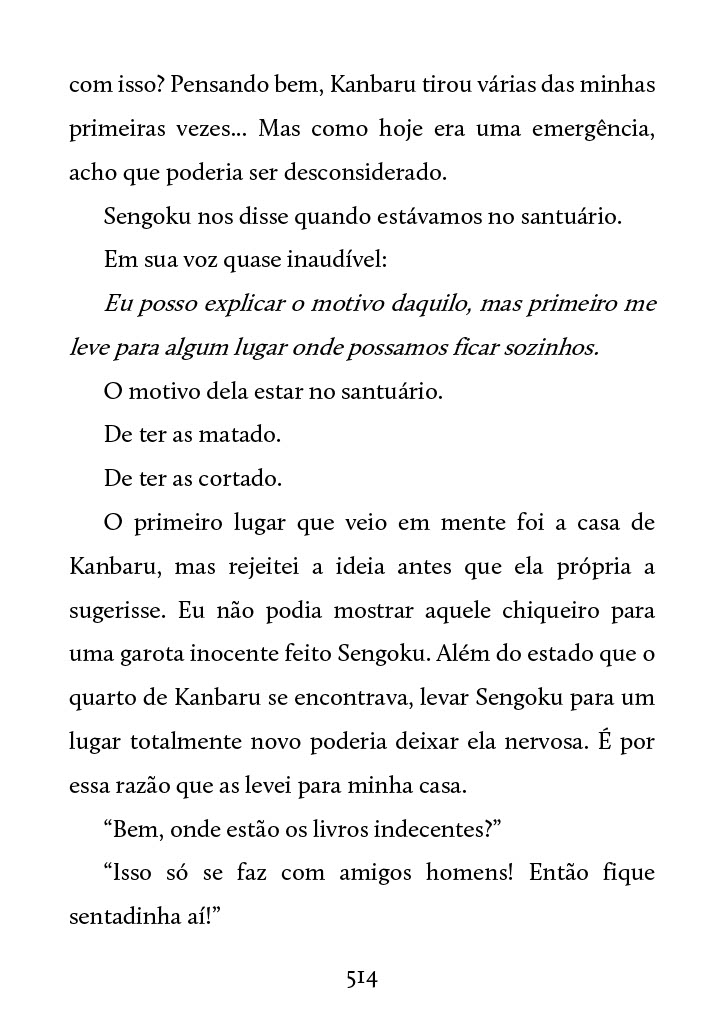 com isso? Pensando bem, Kanbaru tirou várias das minhas
primeiras vezes... Mas como hoje era uma emergência,
acho que poderia ser desconsiderado.
Sengoku nos disse quando estávamos no santuário.
Em sua voz quase inaudível:
Eu posso explicar o motivo daquilo, mas primeiro me
leve para algum lugar onde possamos ficar sozinhos.
O motivo dela estar no santuário.
De ter as matado.
De ter as cortado.
O primeiro lugar que veio em mente foi a casa de
Kanbaru, mas rejeitei a ideia antes que ela própria a
sugerisse. Eu não podia mostrar aquele chiqueiro para
uma garota inocente feito Sengoku. Além do estado que o
quarto de Kanbaru se encontrava, levar Sengoku para um
lugar totalmente novo poderia deixar ela nervosa. É por
essa razão que as levei para minha casa.
“Bem, onde estão os livros indecentes?”
“Isso só se faz com amigos homens! Então fique
sentadinha aí!”
514